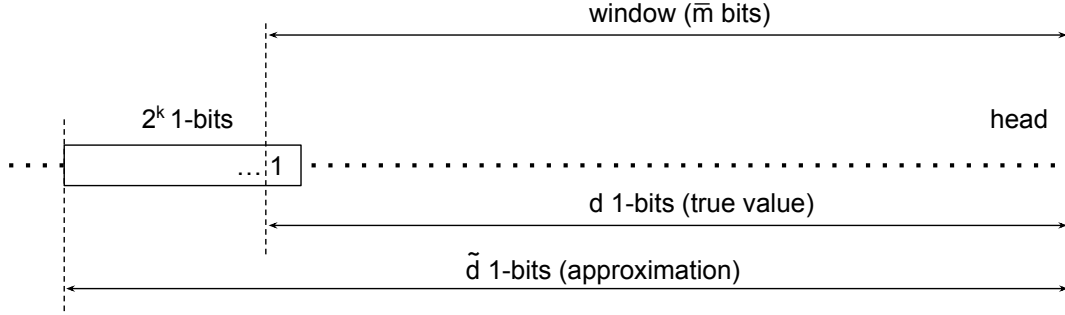 window (m̅ bits)
2ᵏ 1-bits
head
... 1
d 1-bits (true value)
d̃ 1-bits (approximation)